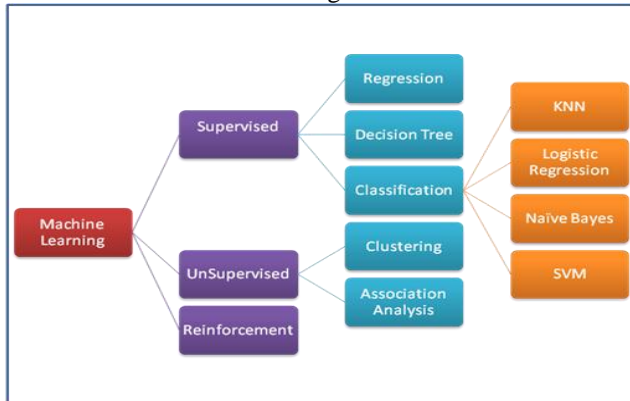 Machine
Learning
Supervised
UnSupervised
Reinforcement
Regression
Decision Tree
Classification
Clustering
Association
Analysis
KNN
Logistic
Regression
Naïve Bayes
SVM